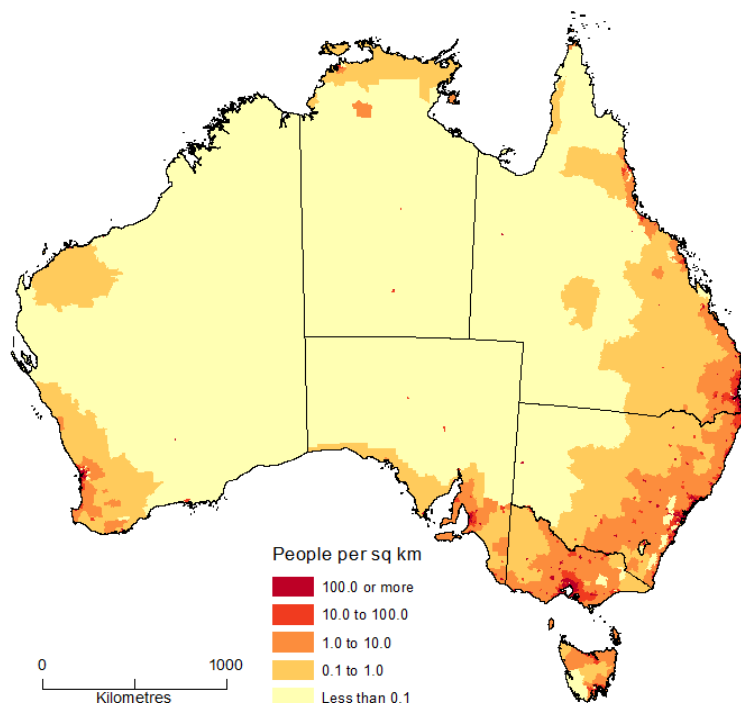 People per sq km
100.0 or more
10.0 to 100.0
1.0 to 10.0
0.1 to 1.0
Less than 0.1
0 1000
Kilometres